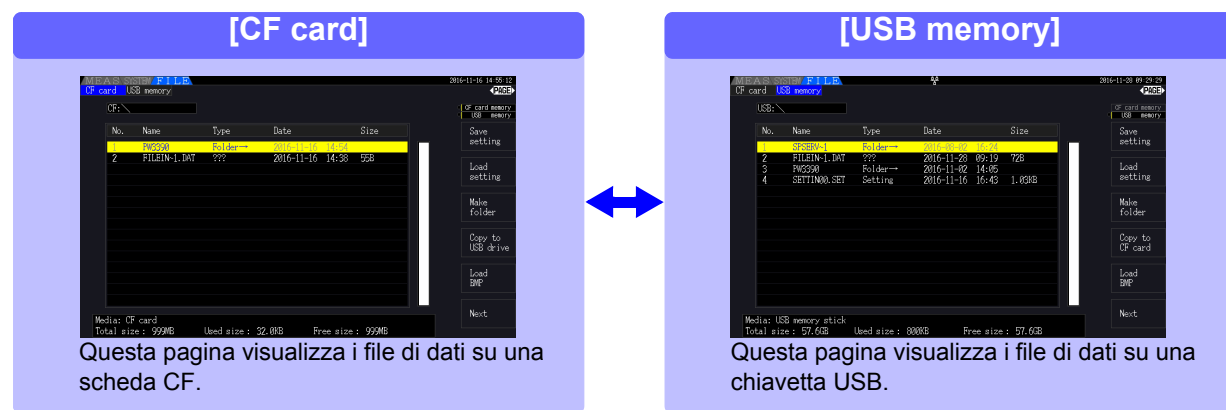 [CF card]
MEAS SYSTEM FILE 2016-11-16 14:55:12
CF card USB memory PAGE
CF:\
CF card memory
USB memory
No. Name Type Date Size
1 PW3390 Folder→ 2016-11-16 14:54
2 FILEIN~1.DAT ??? 2016-11-16 14:38 55B
Save
setting
Load
setting
Make
folder
Copy to
USB drive
Load
BMP
Next
Media: CF card
Total size: 999MB Used size: 32.0KB Free size: 999MB
Questa pagina visualizza i file di dati su una
scheda CF.
[USB memory]
MEAS SYSTEM FILE 2016-11-28 09:29:29
CF card USB memory PAGE
USB:\
CF card memory
USB memory
No. Name Type Date Size
1 SPSERV~1 Folder→ 2016-08-02 16:24
2 FILEIN~1.DAT ??? 2016-11-28 09:19 72B
3 PW3390 Folder→ 2016-11-02 14:05
4 SETTIN00.SET Setting 2016-11-16 16:43 1.03KB
Save
setting
Load
setting
Make
folder
Copy to
CF card
Load
BMP
Next
Media: USB memory stick
Total size: 57.6GB Used size: 800KB Free size: 57.6GB
Questa pagina visualizza i file di dati su una
chiavetta USB.